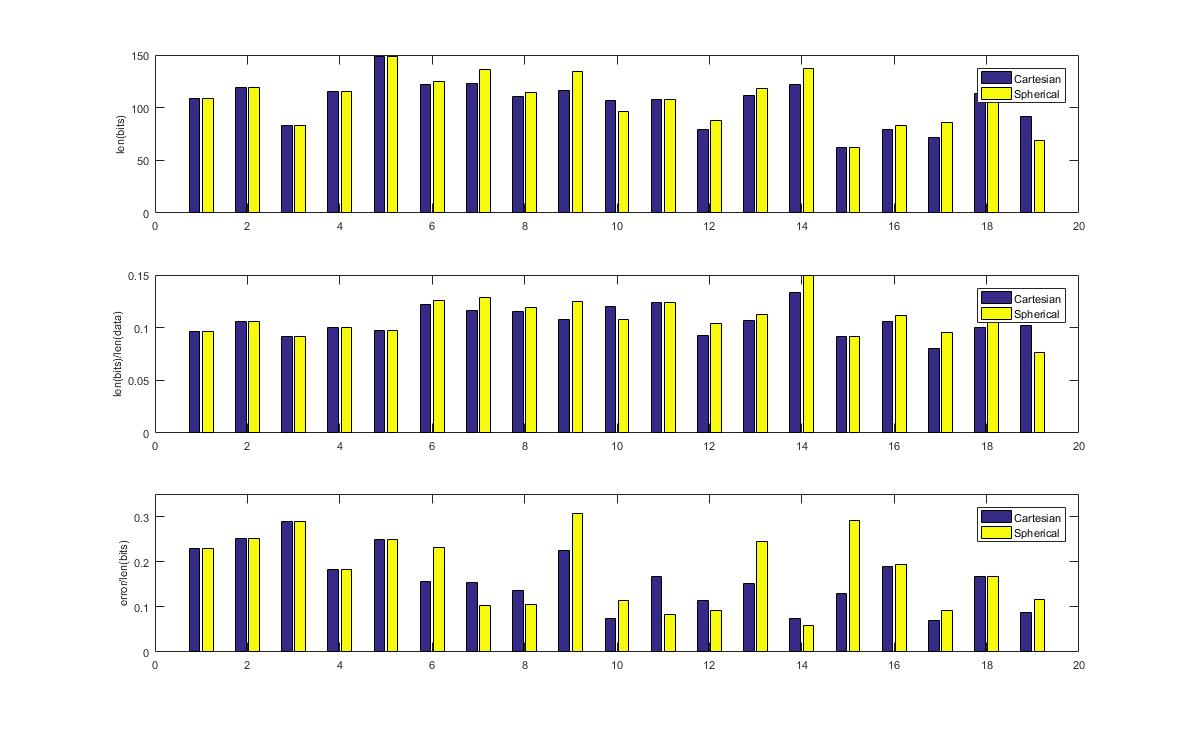 150
100
50
0
len(bits)
Cartesian
Spherical
0 2 4 6 8 10 12 14 16 18 20
0.15
0.1
0.05
0
len(bits)/len(data)
Cartesian
Spherical
0 2 4 6 8 10 12 14 16 18 20
0.3
0.2
0.1
0
error/len(bits)
Cartesian
Spherical
0 2 4 6 8 10 12 14 16 18 20